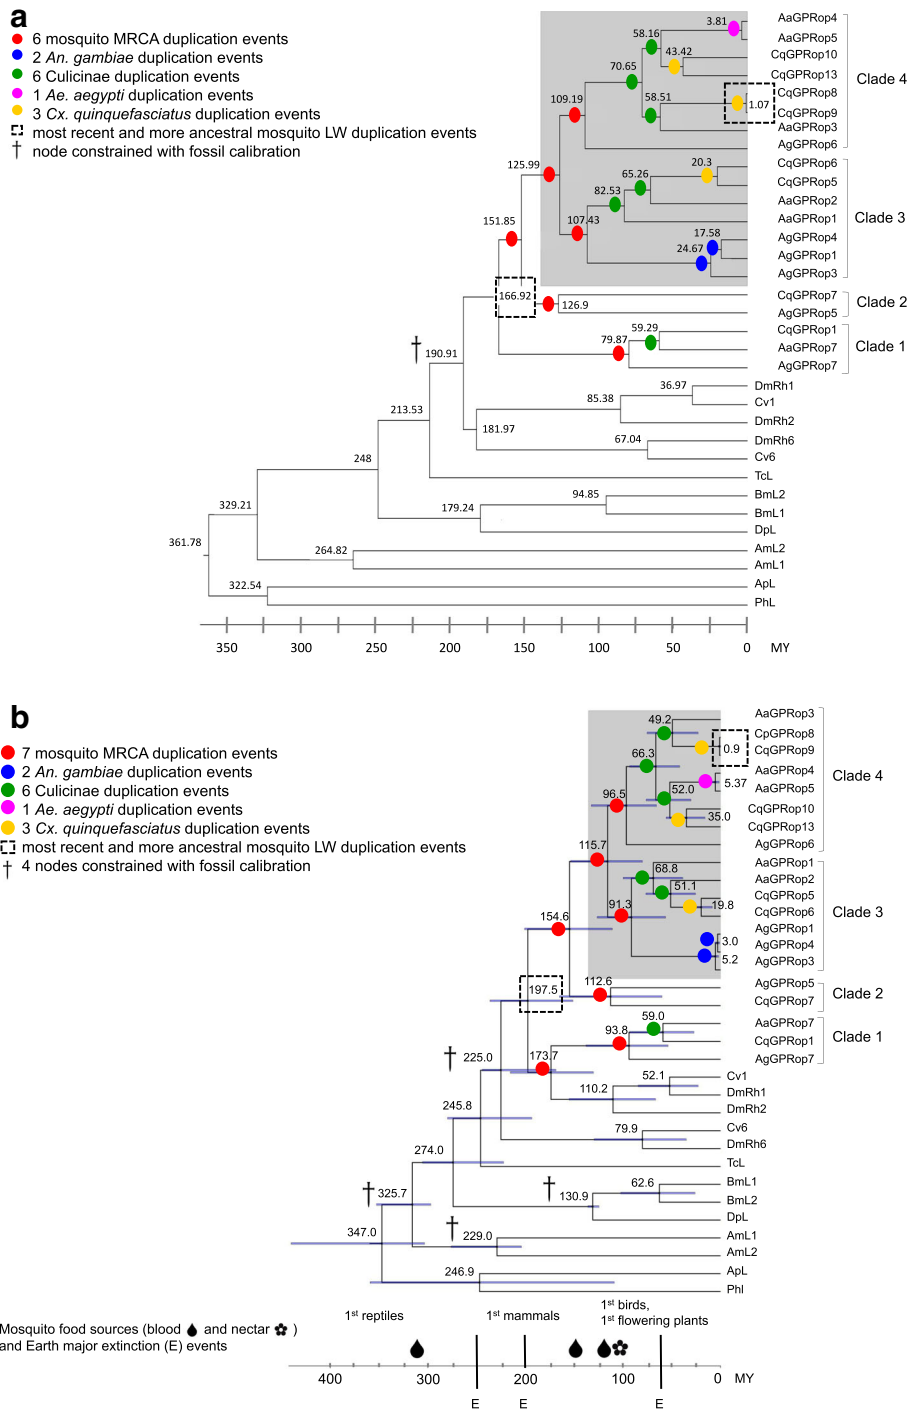 a
6 mosquito MRCA duplication events
2 An. gambiae duplication events
6 Culicinae duplication events
1 Ae. aegypti duplication events
3 Cx. quinquefasciatus duplication events
most recent and more ancestral mosquito LW duplication events
† node constrained with fossil calibration
3.81
AaGPRop4
58.16
AaGPRop5
43.42
CqGPRop10
70.65
CqGPRop13
Clade 4
109.19
58.51
CqGPRop8
1.07
CqGPRop9
AaGPRop3
AgGPRop6
125.99
20.3
CqGPRop6
65.26
CqGPRop5
82.53
AaGPRop2
151.85
107.43
AaGPRop1
Clade 3
17.58
AgGPRop4
24.67
AgGPRop1
AgGPRop3
166.92
CqGPRop7
126.9
AgGPRop5
Clade 2
59.29
CqGPRop1
79.87
AaGPRop7
Clade 1
† 190.91
AgGPRop7
36.97
DmRh1
85.38
Cv1
213.53
DmRh2
181.97
67.04
DmRh6
248
Cv6
TcL
94.85
BmL2
329.21
179.24
BmL1
DpL
361.78
264.82
AmL2
AmL1
322.54
ApL
PhL
350 300 250 200 150 100 50 0 MY
b
7 mosquito MRCA duplication events
2 An. gambiae duplication events
6 Culicinae duplication events
1 Ae. aegypti duplication events
3 Cx. quinquefasciatus duplication events
most recent and more ancestral mosquito LW duplication events
† 4 nodes constrained with fossil calibration
49.2
AaGPRop3
CpGPRop8
0.9
CqGPRop9
66.3
AaGPRop4
5.37
AaGPRop5
Clade 4
96.5
52.0
CqGPRop10
35.0
CqGPRop13
AgGPRop6
115.7
68.8
AaGPRop1
AaGPRop2
51.1
CqGPRop5
91.3
19.8
CqGPRop6
Clade 3
154.6
AgGPRop1
3.0
AgGPRop4
5.2
AgGPRop3
197.5
112.6
AgGPRop5
CqGPRop7
Clade 2
59.0
AaGPRop7
93.8
CqGPRop1
Clade 1
† 225.0
173.7
AgGPRop7
52.1
Cv1
110.2
DmRh1
245.8
DmRh2
79.9
Cv6
274.0
DmRh6
TcL
† 325.7
† 130.9
62.6
BmL1
BmL2
DpL
347.0
† 229.0
AmL1
AmL2
246.9
ApL
Phl
1st reptiles
1st mammals
1st birds,
1st flowering plants
Mosquito food sources (blood and nectar )
and Earth major extinction (E) events
400 300 200 100 0 MY
E E E